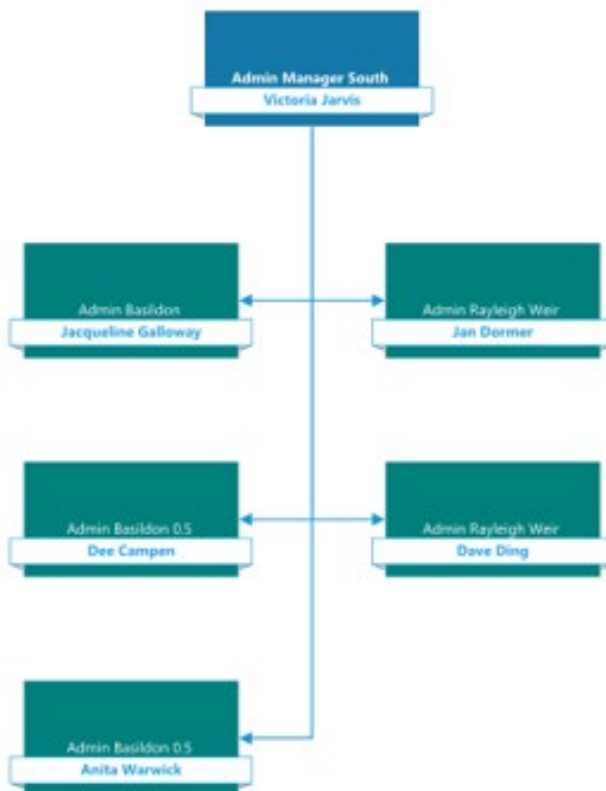 Admin Manager South
Victoria Jarvis
Admin Basildon
Jacqueline Galloway
Admin Rayleigh Weir
Jan Dormer
Admin Basildon 0.5
Dee Campen
Admin Rayleigh Weir
Dave Ding
Admin Basildon 0.5
Anita Warwick